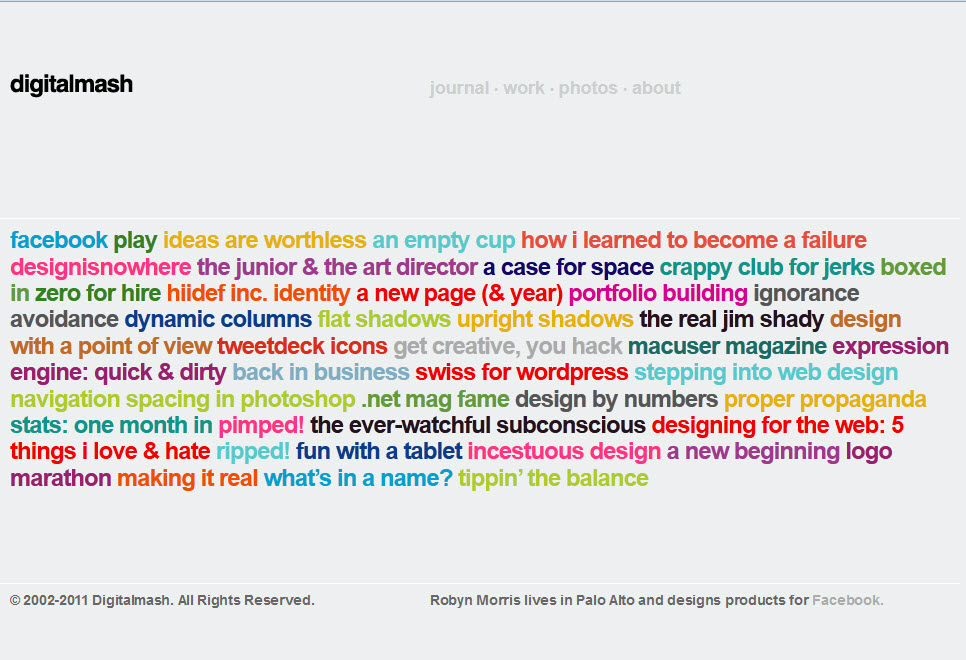 digitalmash
journal · work · photos · about
facebook play ideas are worthless an empty cup how i learned to become a failure
designisnowhere the junior & the art director a case for space crappy club for jerks boxed
in zero for hire hiidef inc. identity a new page (& year) portfolio building ignorance
avoidance dynamic columns flat shadows upright shadows the real jim shady design
with a point of view tweetdeck icons get creative, you hack macuser magazine expression
engine: quick & dirty back in business swiss for wordpress stepping into web design
navigation spacing in photoshop .net mag fame design by numbers proper propaganda
stats: one month in pimped! the ever-watchful subconscious designing for the web: 5
things i love & hate ripped! fun with a tablet incestuous design a new beginning logo
marathon making it real what’s in a name? tippin’ the balance
© 2002-2011 Digitalmash. All Rights Reserved.
Robyn Morris lives in Palo Alto and designs products for Facebook.